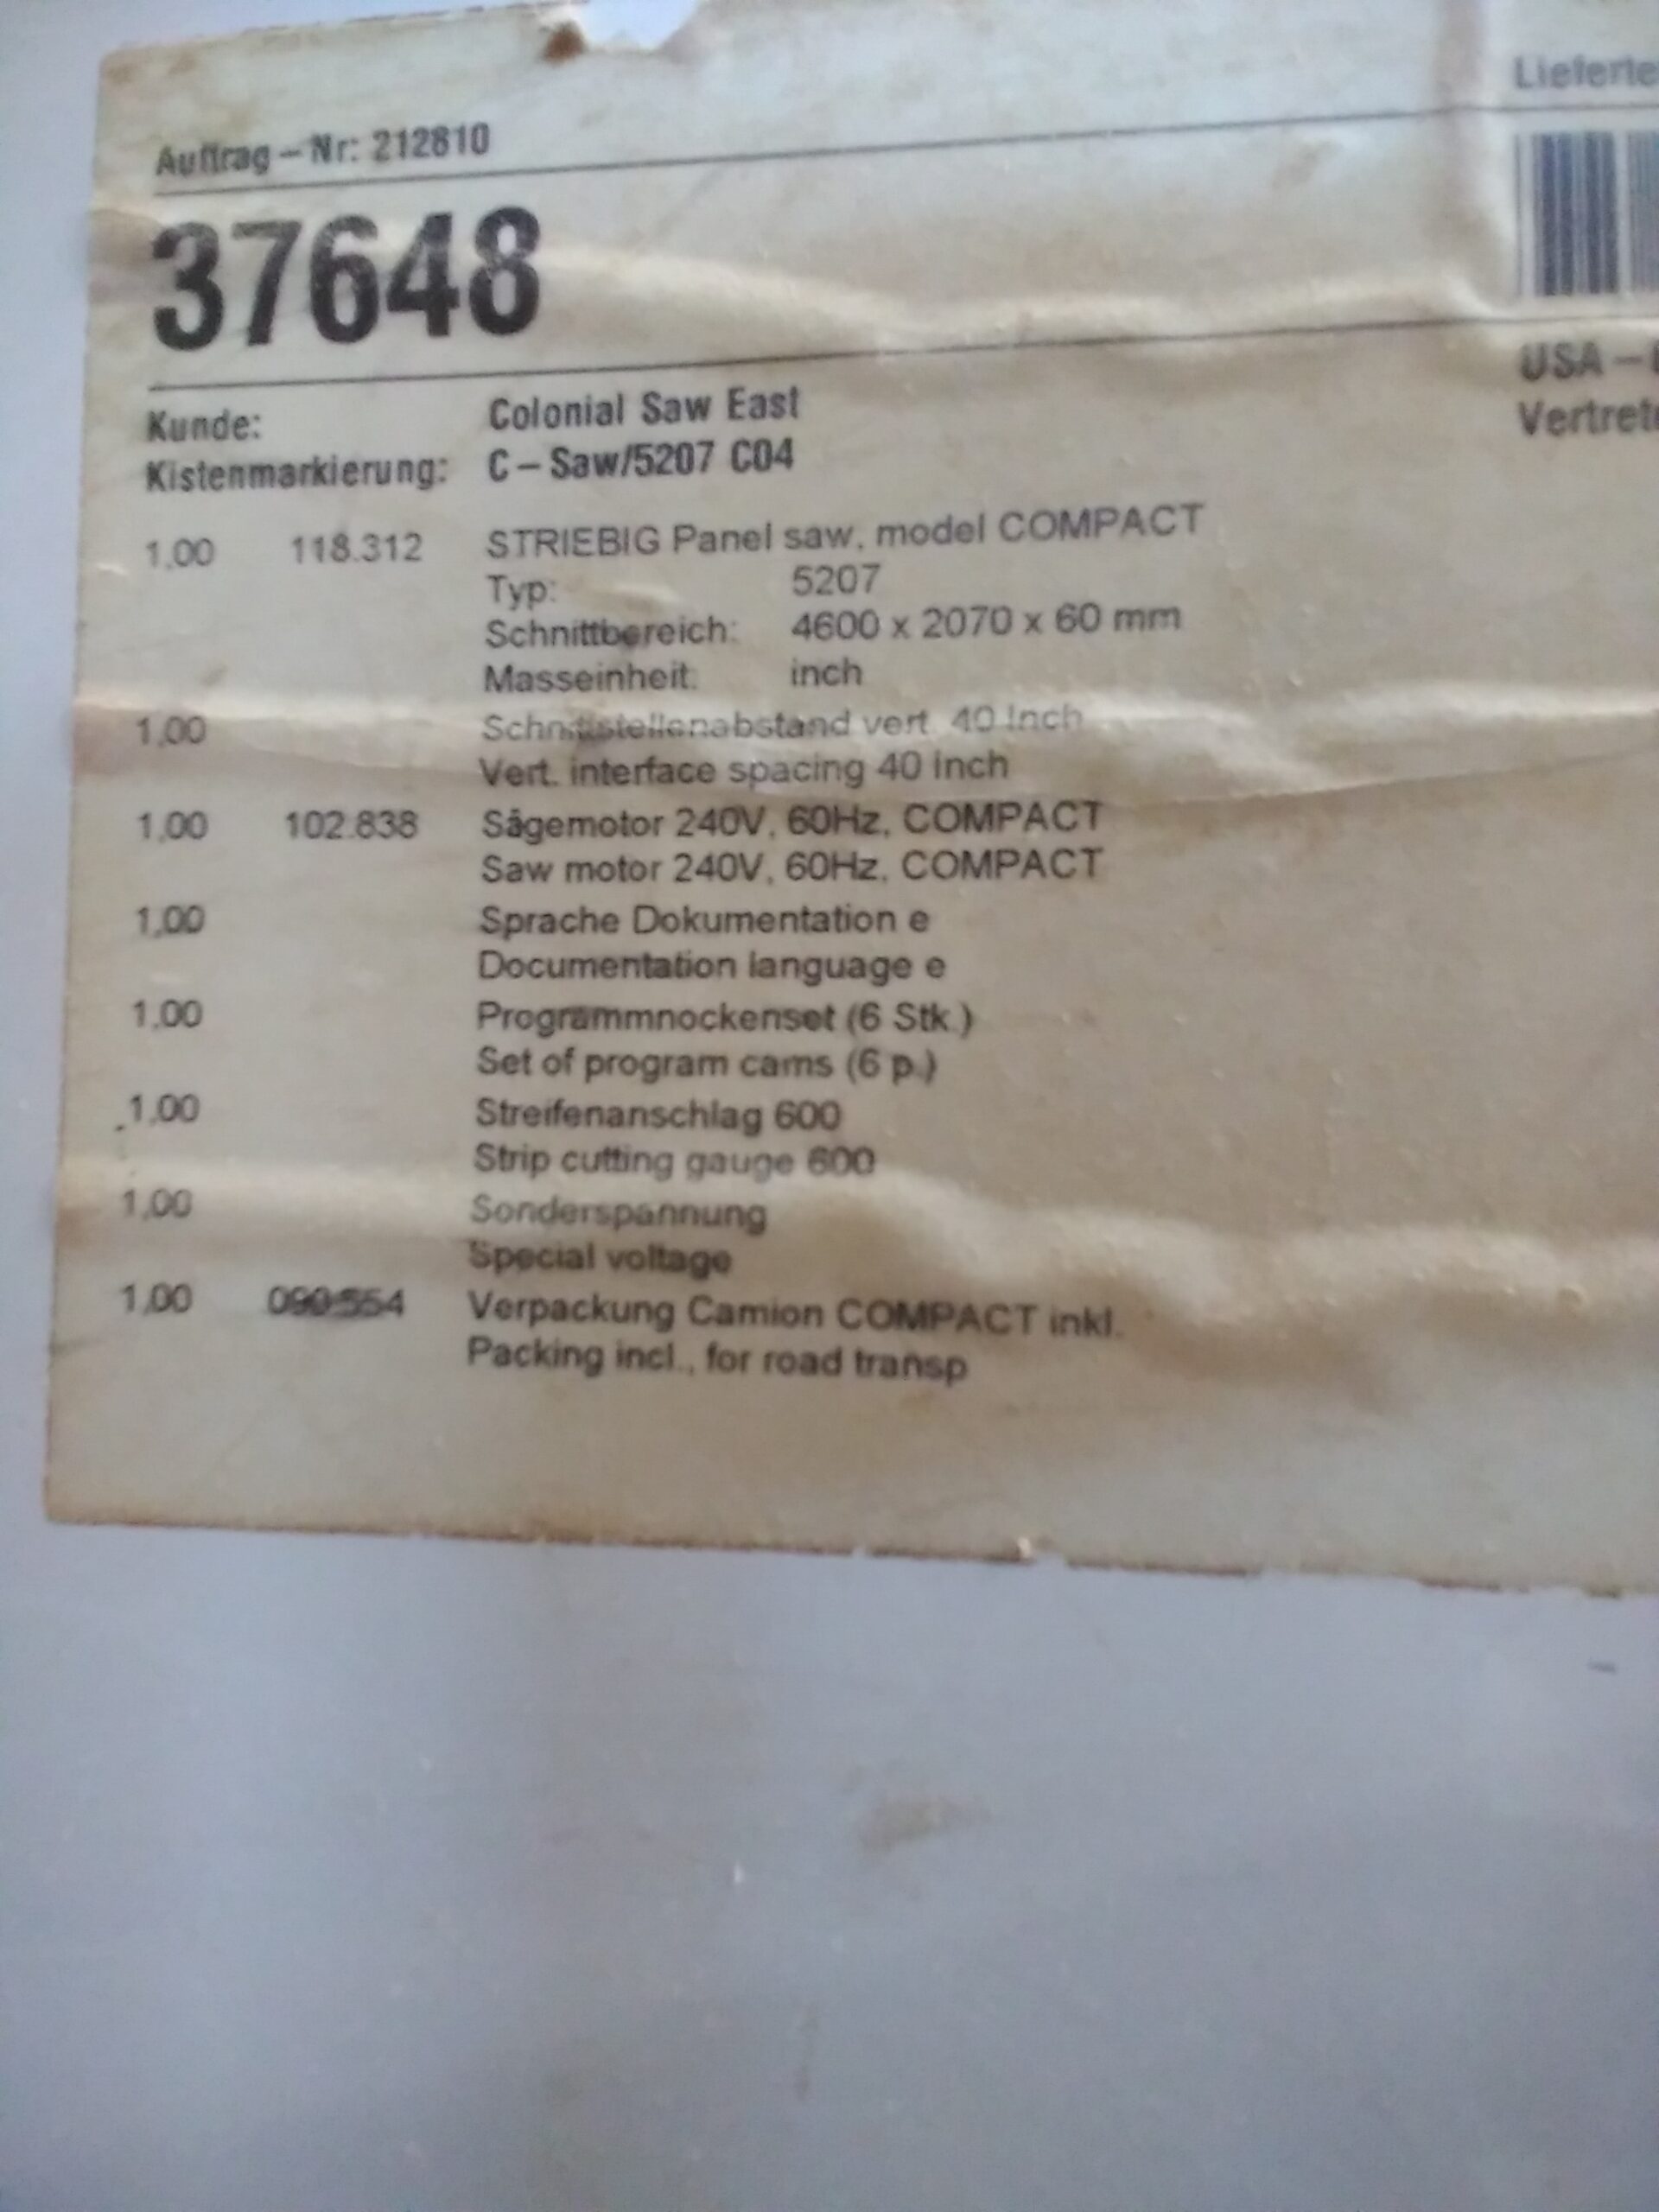 Auftrag – Nr: 212810
37648
Kunde: Colonial Saw East
Kistenmarkierung: C – Saw/5207 C04
USA –
1,00 118.312 STRIEBIG Panel saw, model COMPACT
Typ: 5207
Schnittbereich: 4600 x 2070 x 60 mm
Masseinheit: inch
1,00 Schnittstellenabstand vert. 40 Inch
Vert. interface spacing 40 Inch
1,00 102.838 Sägemotor 240V, 60Hz, COMPACT
Saw motor 240V, 60Hz, COMPACT
1,00 Sprache Dokumentation e
Documentation language e
1,00 Programmnockenset (6 Stk.)
Set of program cams (6 p.)
1,00 Streifenanschlag 600
Strip cutting gauge 600
1,00 Sonderspannung
Special voltage
1,00 Verpackung Camion COMPACT inkl.
Packing incl., for road transp